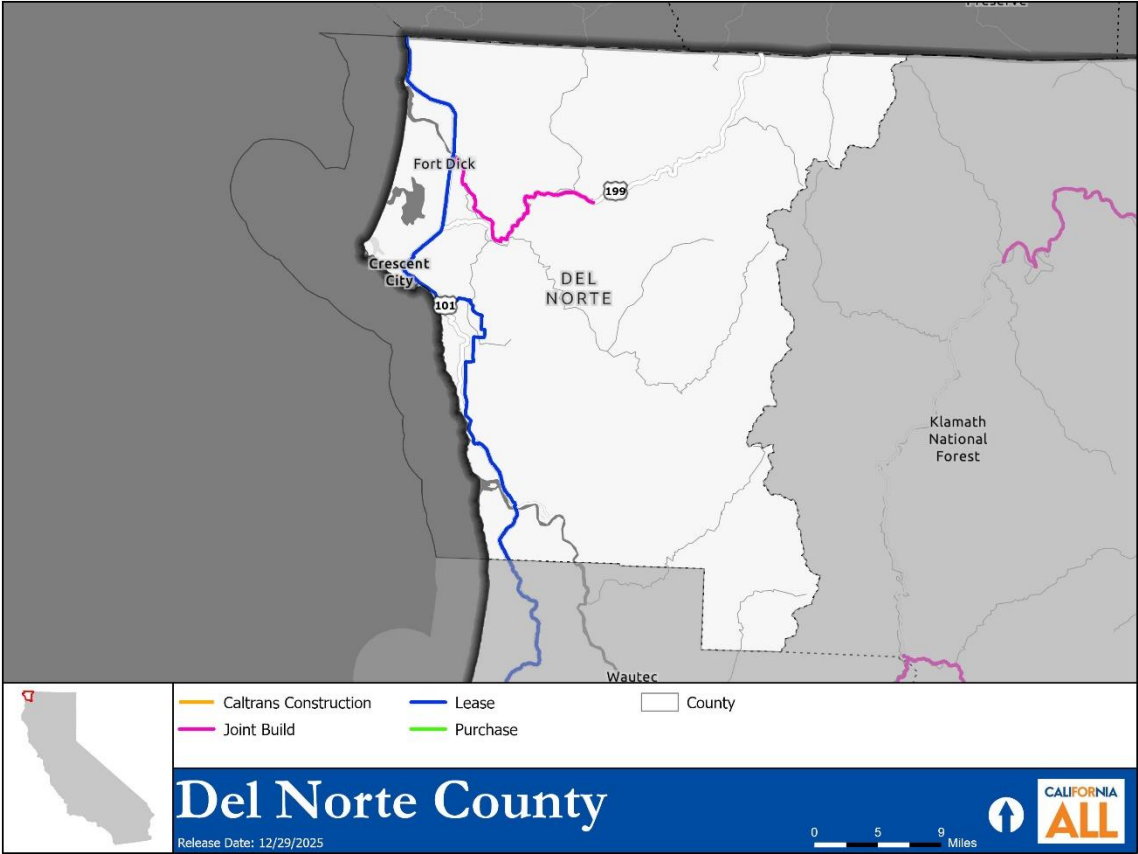 Preserve
Fort Dick
199
Crescent
City
DEL
NORTE
101
Klamath
National
Forest
Wautec
Caltrans Construction
Lease
County
Joint Build
Purchase
Del Norte County
Release Date: 12/29/2025
0 5 9
Miles
CALIFORNIA
ALL